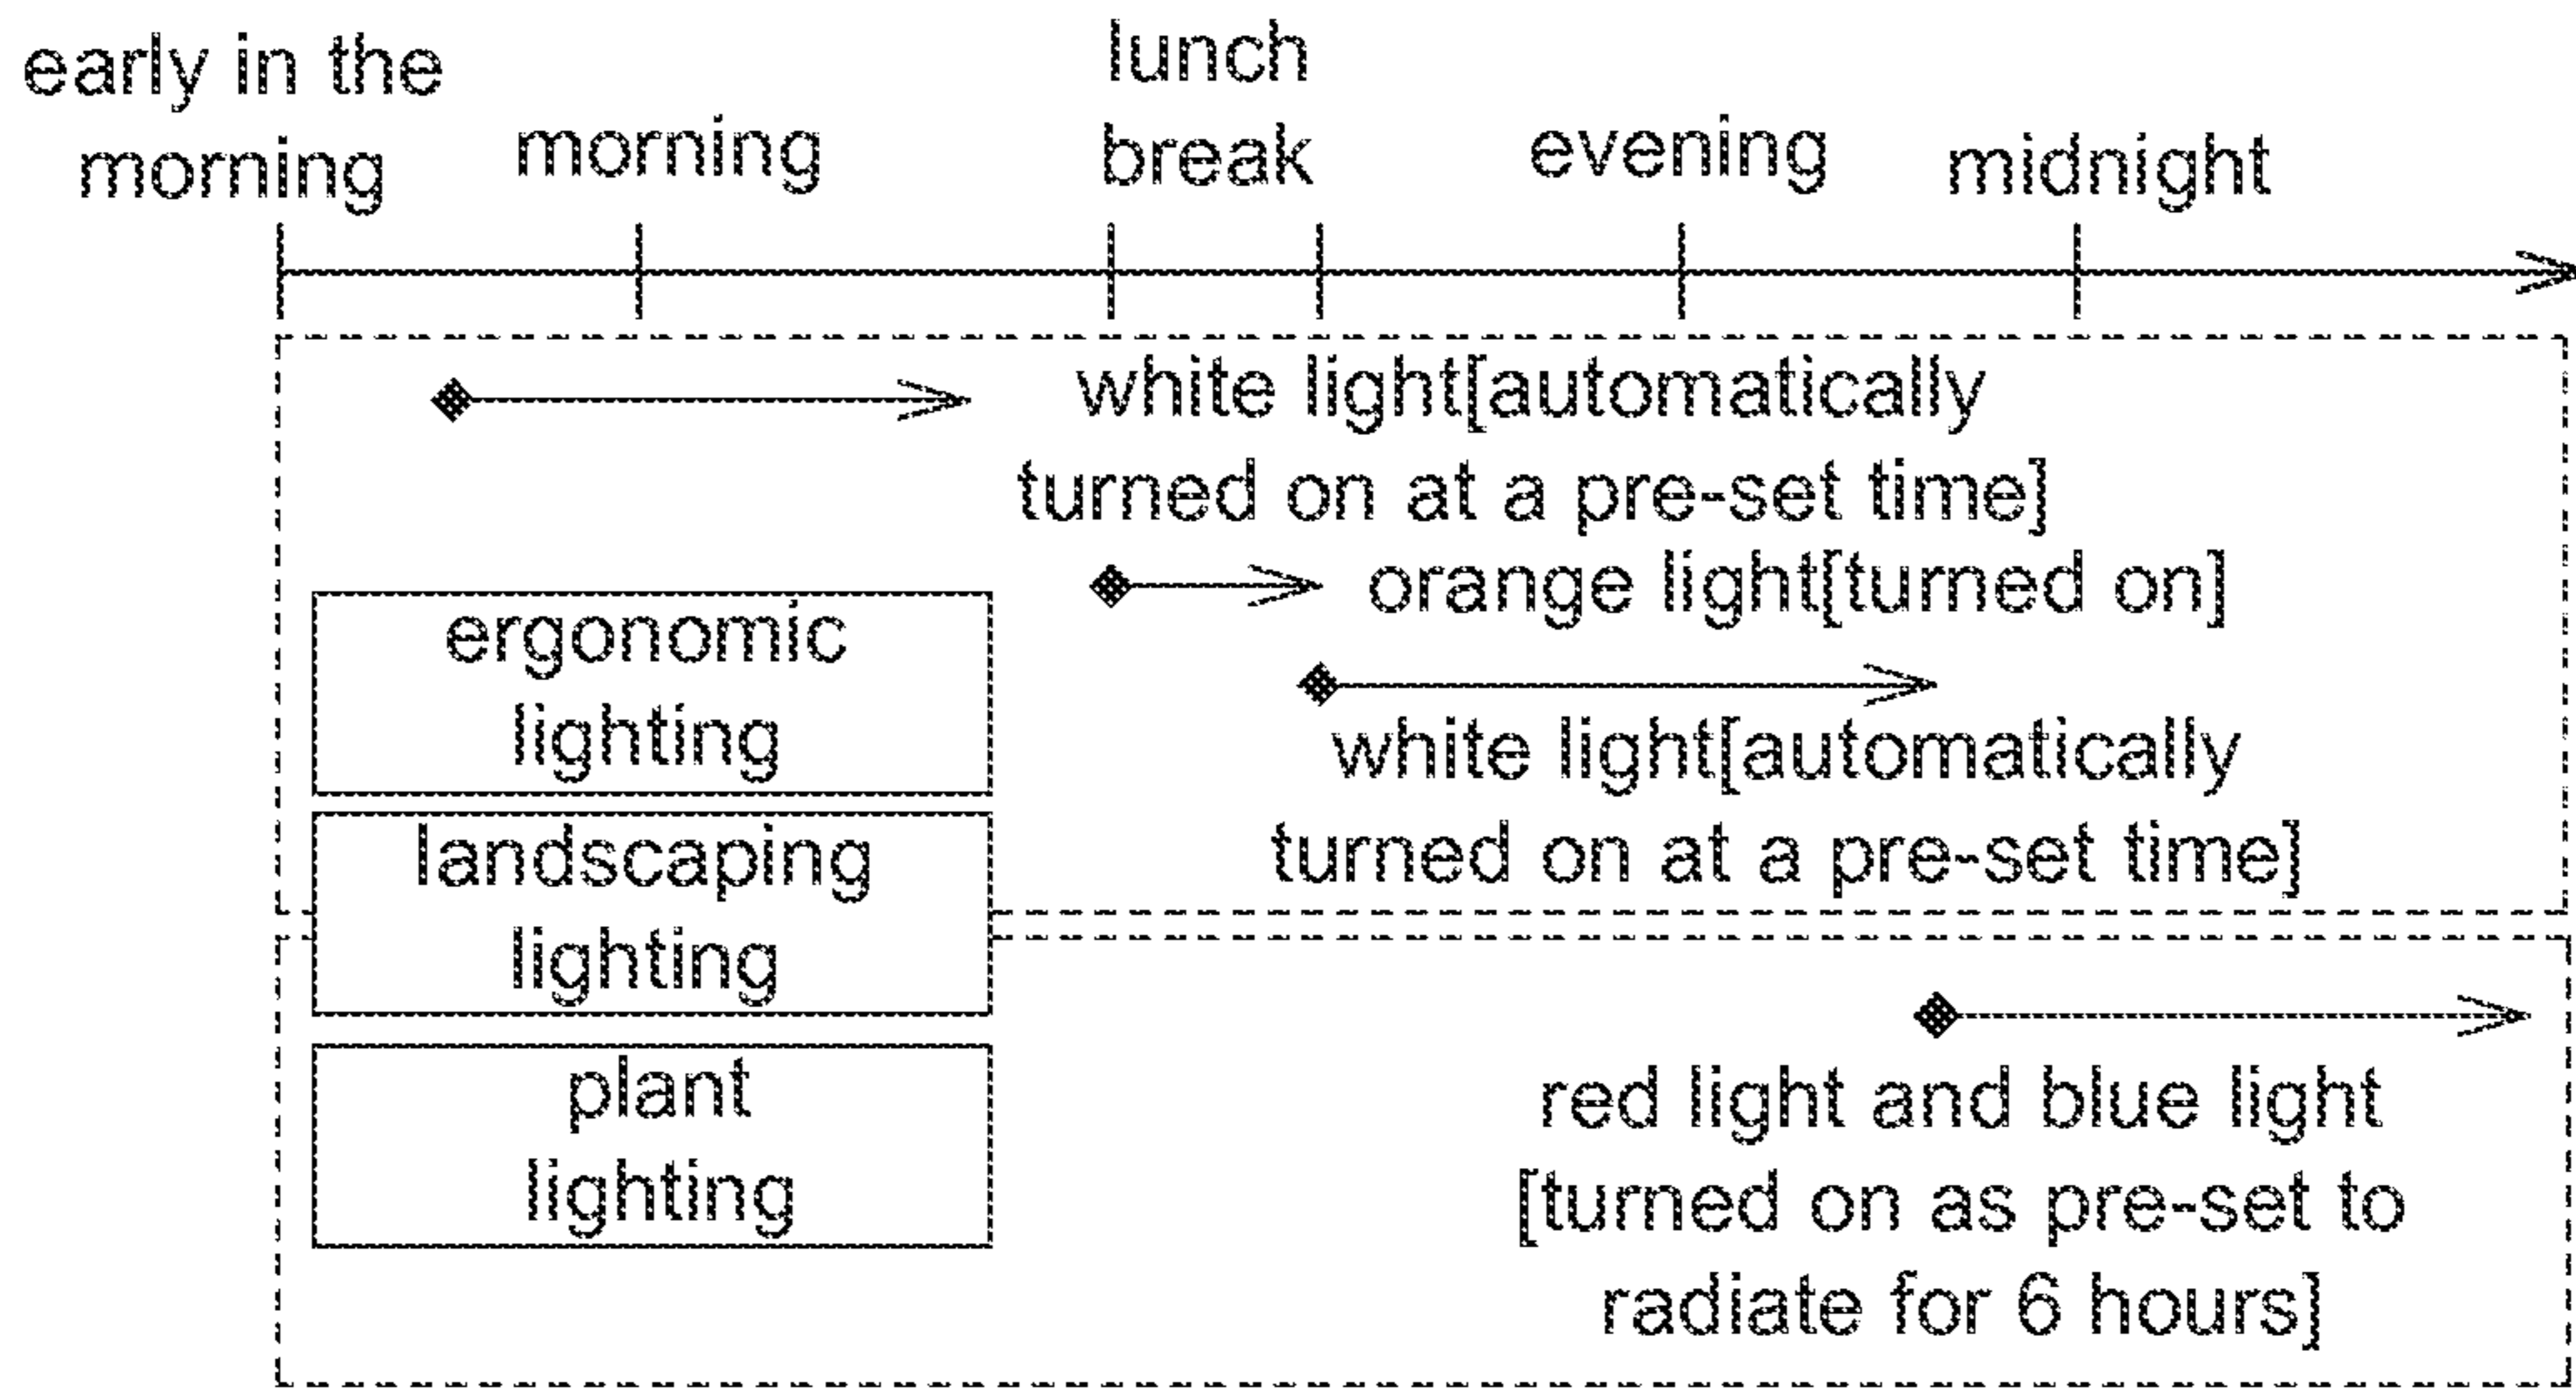 early in the
morning
morning
lunch
break
evening
midnight
white light[automatically
turned on at a pre-set time]
orange light[turned on]
ergonomic
lighting
white light[automatically
turned on at a pre-set time]
landscaping
lighting
plant
lighting
red light and blue light
[turned on as pre-set to
radiate for 6 hours]